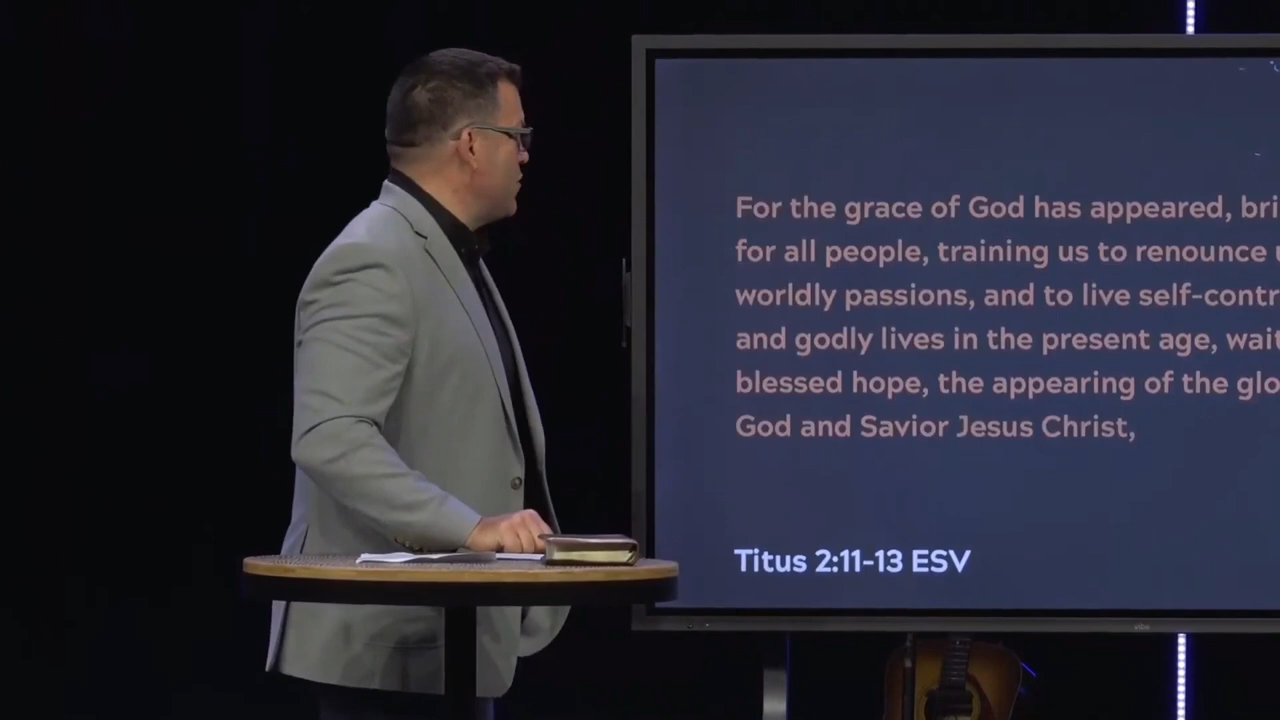 For the grace of God has appeared, bri
for all people, training us to renounce
worldly passions, and to live self-contr
and godly lives in the present age, wait
blessed hope, the appearing of the glo
God and Savior Jesus Christ,
Titus 2:11-13 ESV